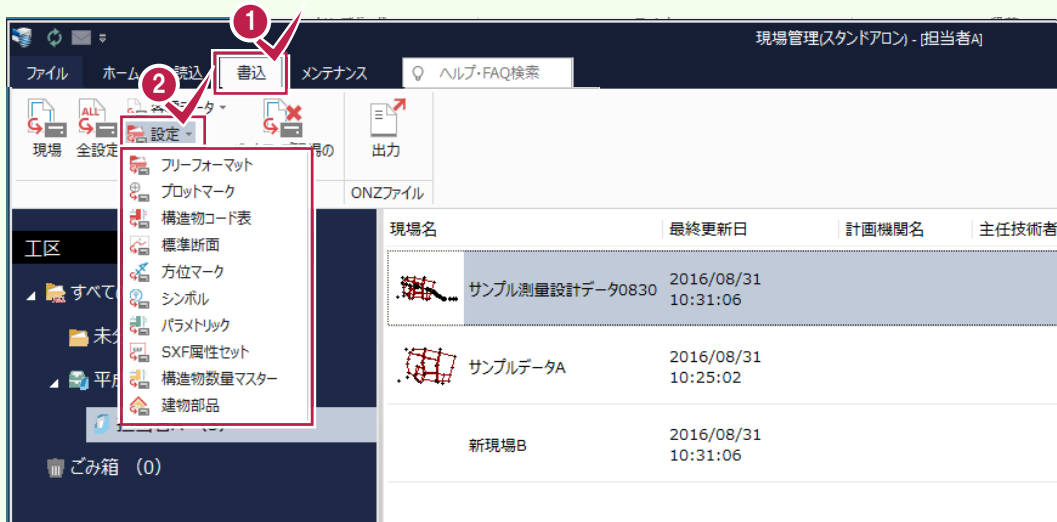 1
現場管理(スタンドアロン) - [担当者A]
ファイル ホーム 読込 書込 メンテナンス ヘルプ・FAQ検索
2
現場 全設定 設定 の 出力
ONZファイル
フリーフォーマット
プロットマーク
構造物コード表
標準断面
方位マーク
シンボル
パラメトリック
SXF属性セット
構造物数量マスター
建物部品
工区
すべて
未
平
ごみ箱 (0)
現場名 最終更新日 計画機関名 主任技術者
サンプル測量設計データ0830 2016/08/31
10:31:06
サンプルデータA 2016/08/31
10:25:02
新現場B 2016/08/31
10:31:06